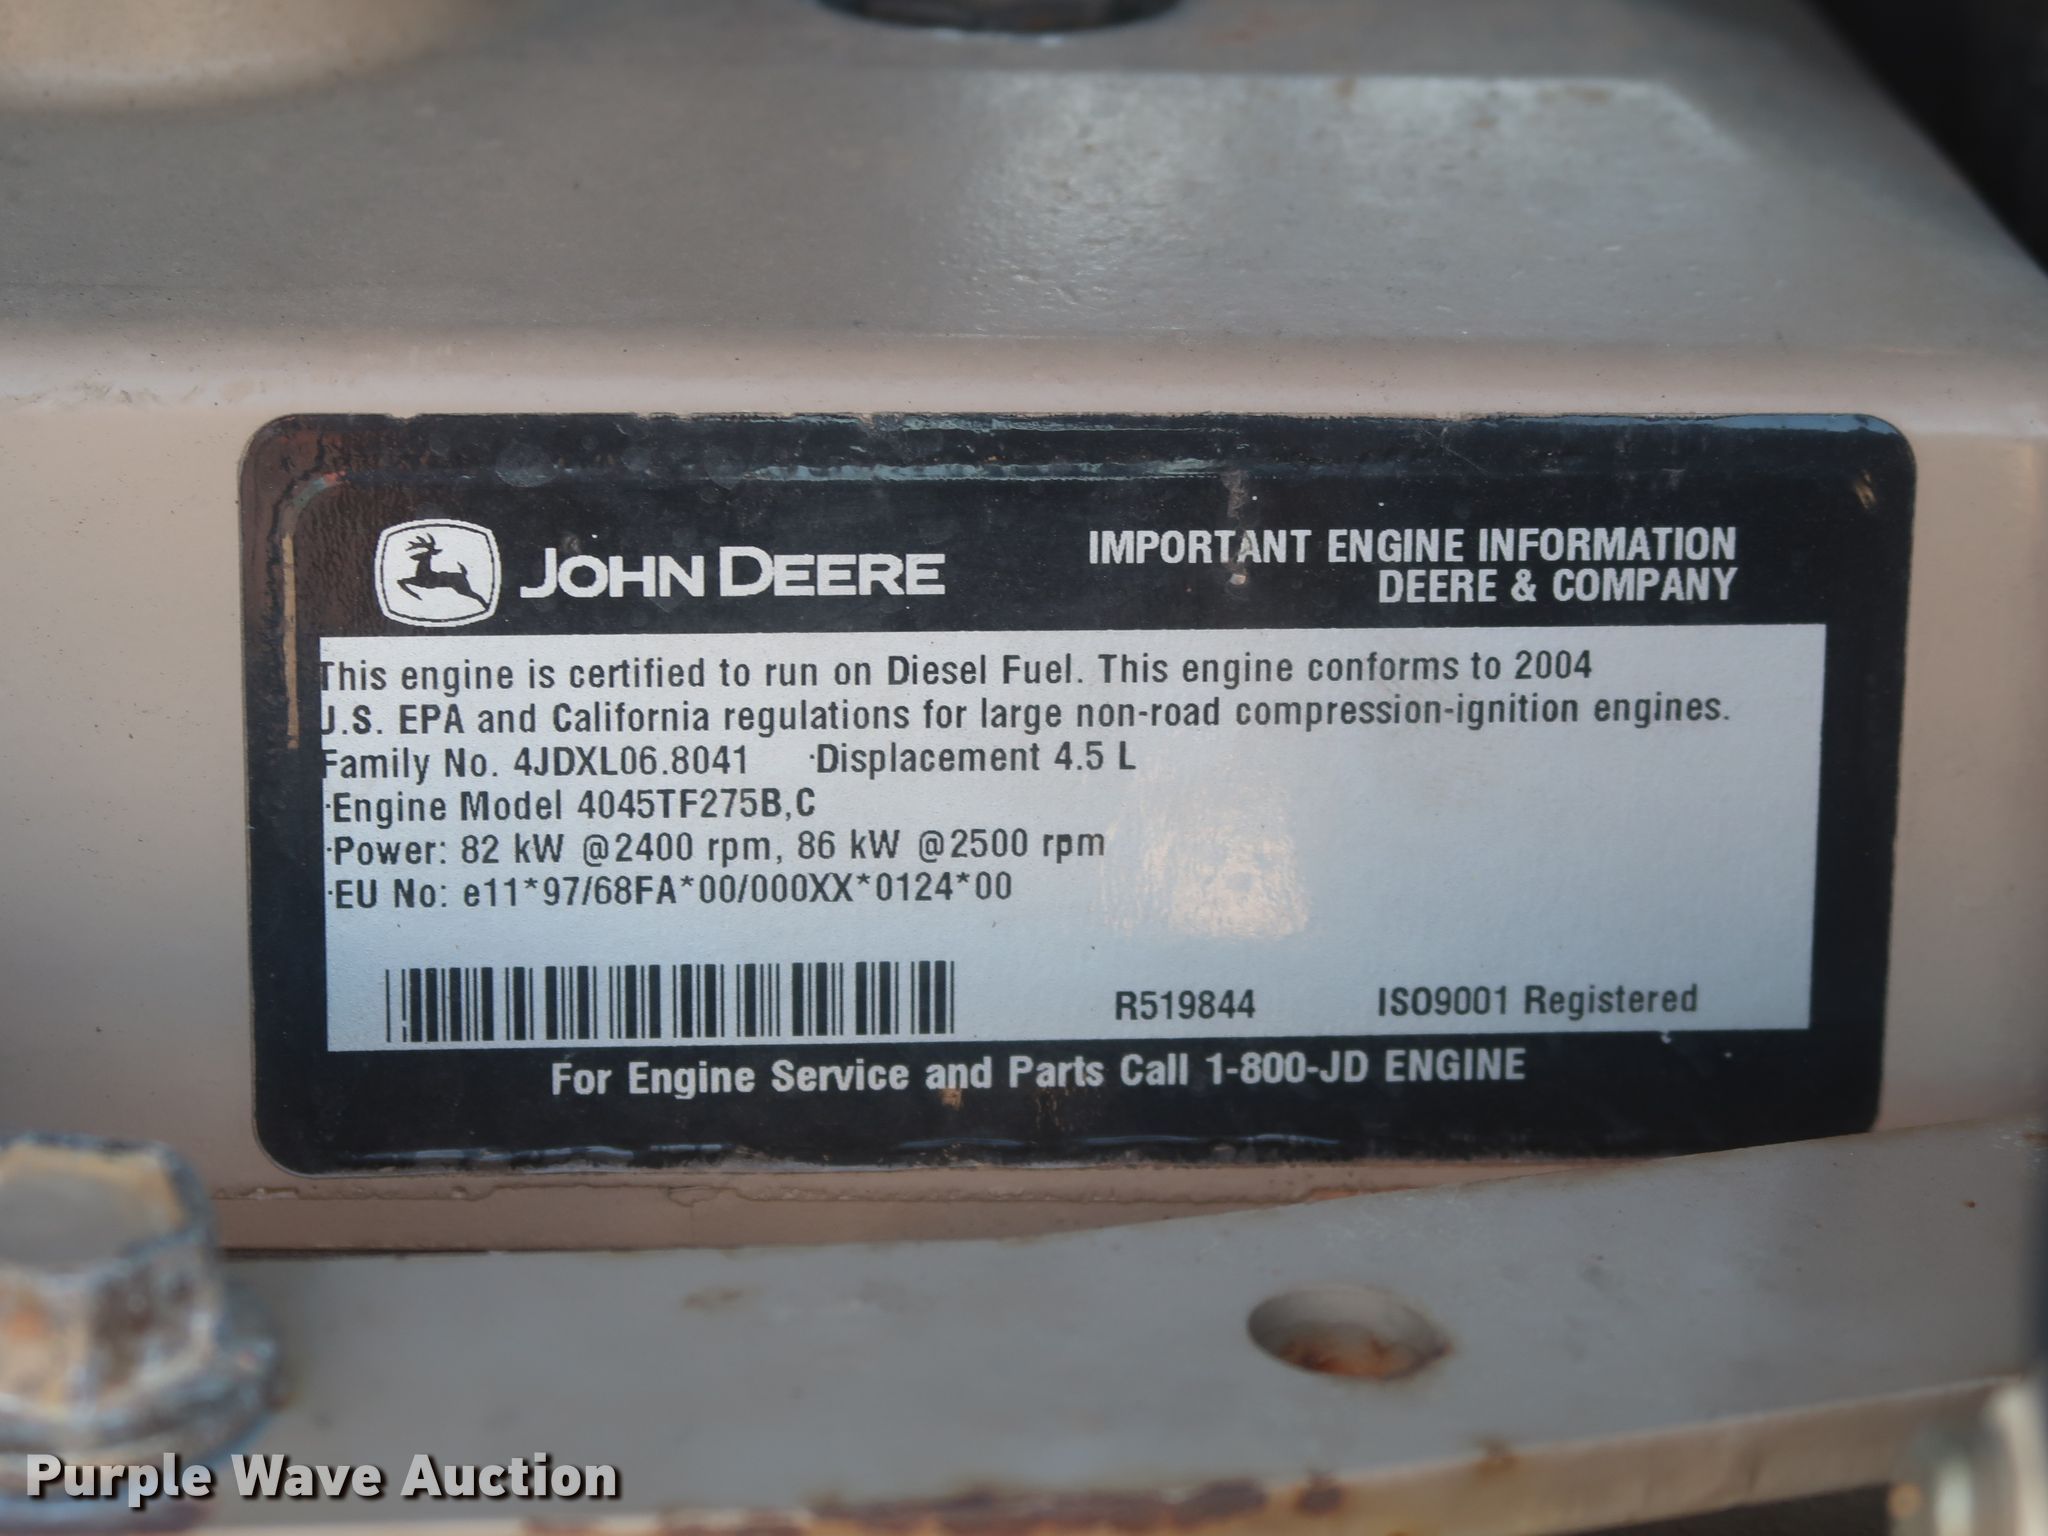 JOHN DEERE
IMPORTANT ENGINE INFORMATION
DEERE & COMPANY
This engine is certified to run on Diesel Fuel. This engine conforms to 2004
U.S. EPA and California regulations for large non-road compression-ignition engines.
Family No. 4JDXL06.8041 ·Displacement 4.5 L
·Engine Model 4045TF275B,C
·Power: 82 kW @2400 rpm, 86 kW @2500 rpm
·EU No: e11*97/68FA*00/000XX*0124*00
R519844 ISO9001 Registered
For Engine Service and Parts Call 1-800-JD ENGINE
Purple Wave Auction